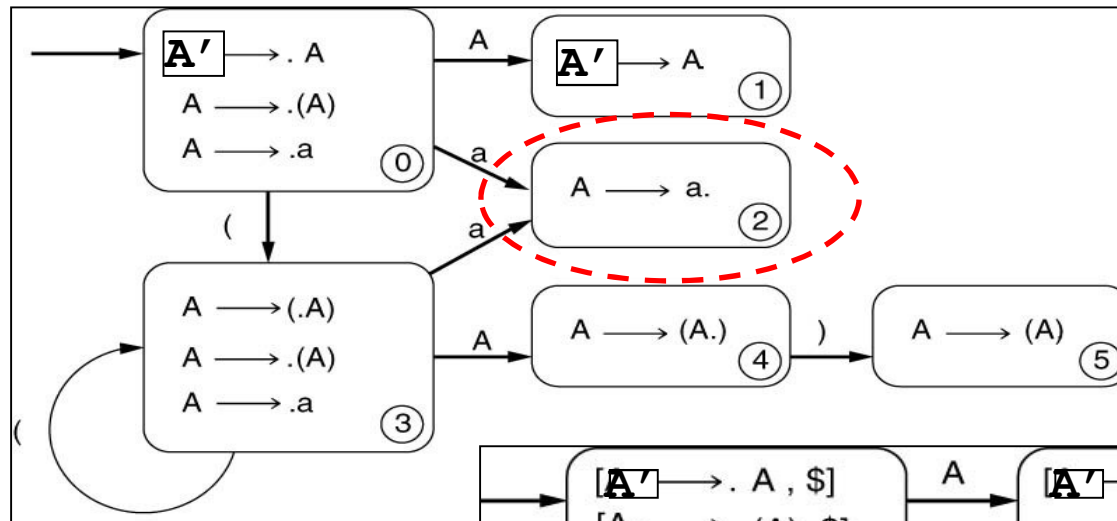 A' ⟶ . A
A ⟶ .(A)
A ⟶ .a
0
A
A' ⟶ A.
1
a
A ⟶ a.
2
(
a
A ⟶ (.A)
A ⟶ .(A)
A ⟶ .a
3
(
A
A ⟶ (A.)
4
)
A ⟶ (A)
5
[A' ⟶ . A , $]
A
[A'